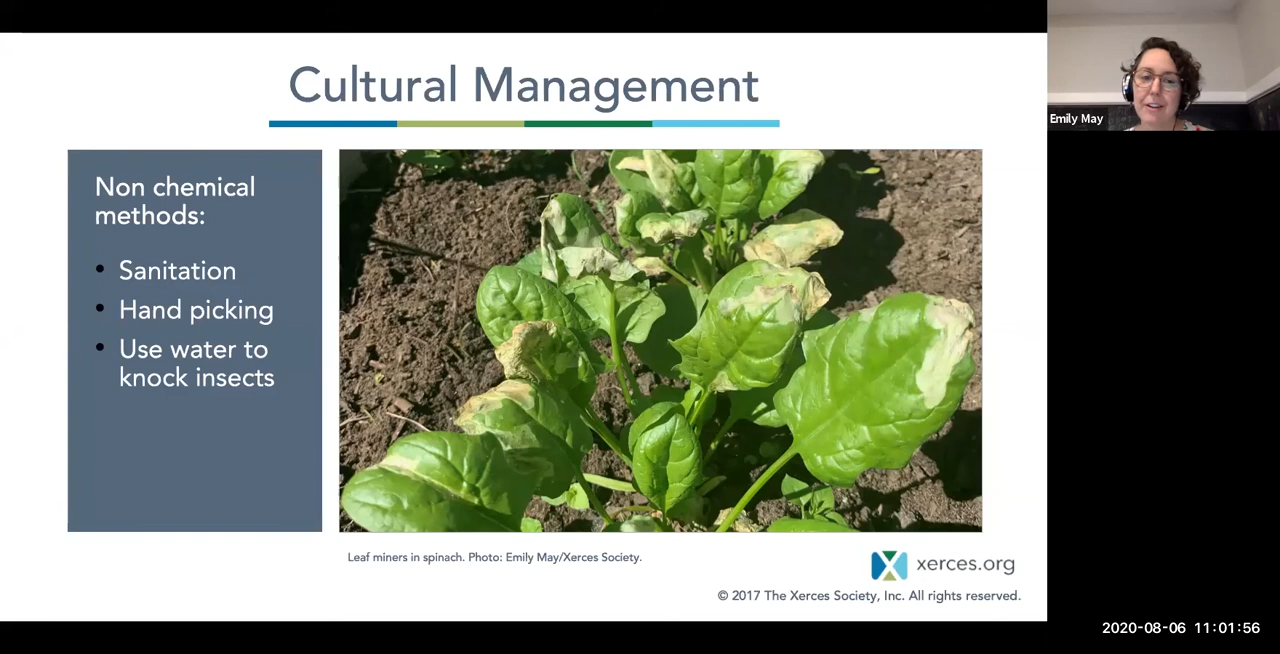 Cultural Management
Emily May
Non chemical
methods:
• Sanitation
• Hand picking
• Use water to
knock insects
Leaf miners in spinach. Photo: Emily May/Xerces Society.
xerces.org
© 2017 The Xerces Society, Inc. All rights reserved.
2020-08-06 11:01:56